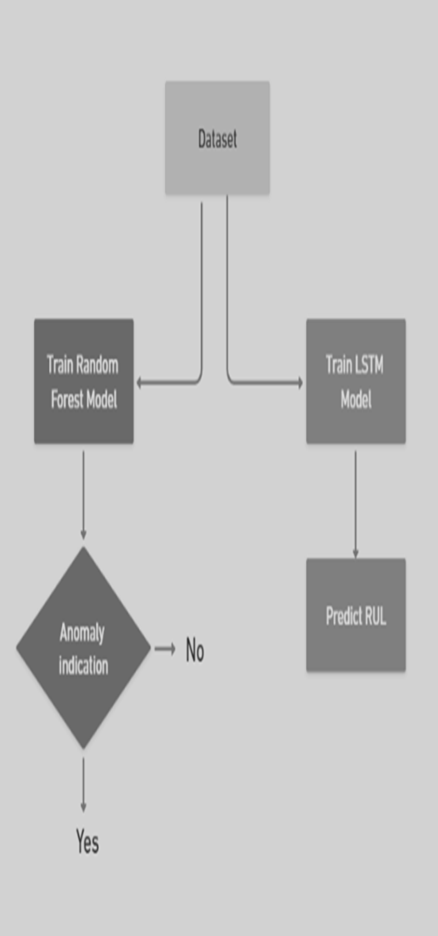 Dataset
Train Random
Forest Model
Train LSTM
Model
Anomaly
indication
No
Predict RUL
Yes